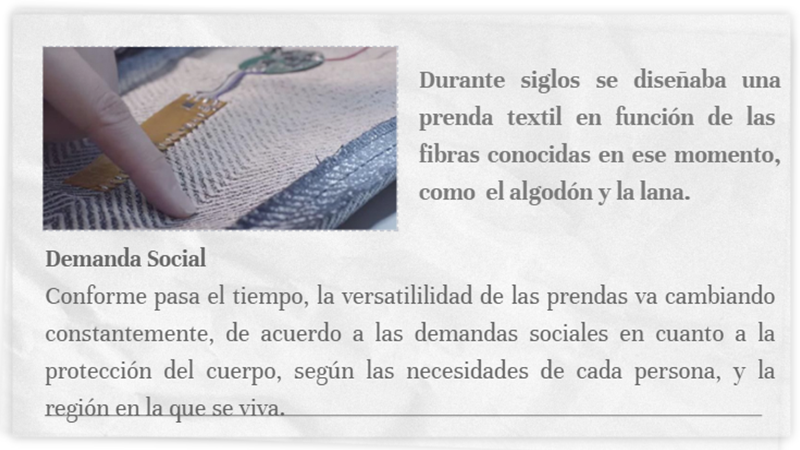 Durante siglos se diseñaba una
prenda textil en función de las
fibras conocidas en ese momento,
como el algodón y la lana.
Demanda Social
Conforme pasa el tiempo, la versatililidad de las prendas va cambiando
constantemente, de acuerdo a las demandas sociales en cuanto a la
protección del cuerpo, según las necesidades de cada persona, y la
región en la que se viva.